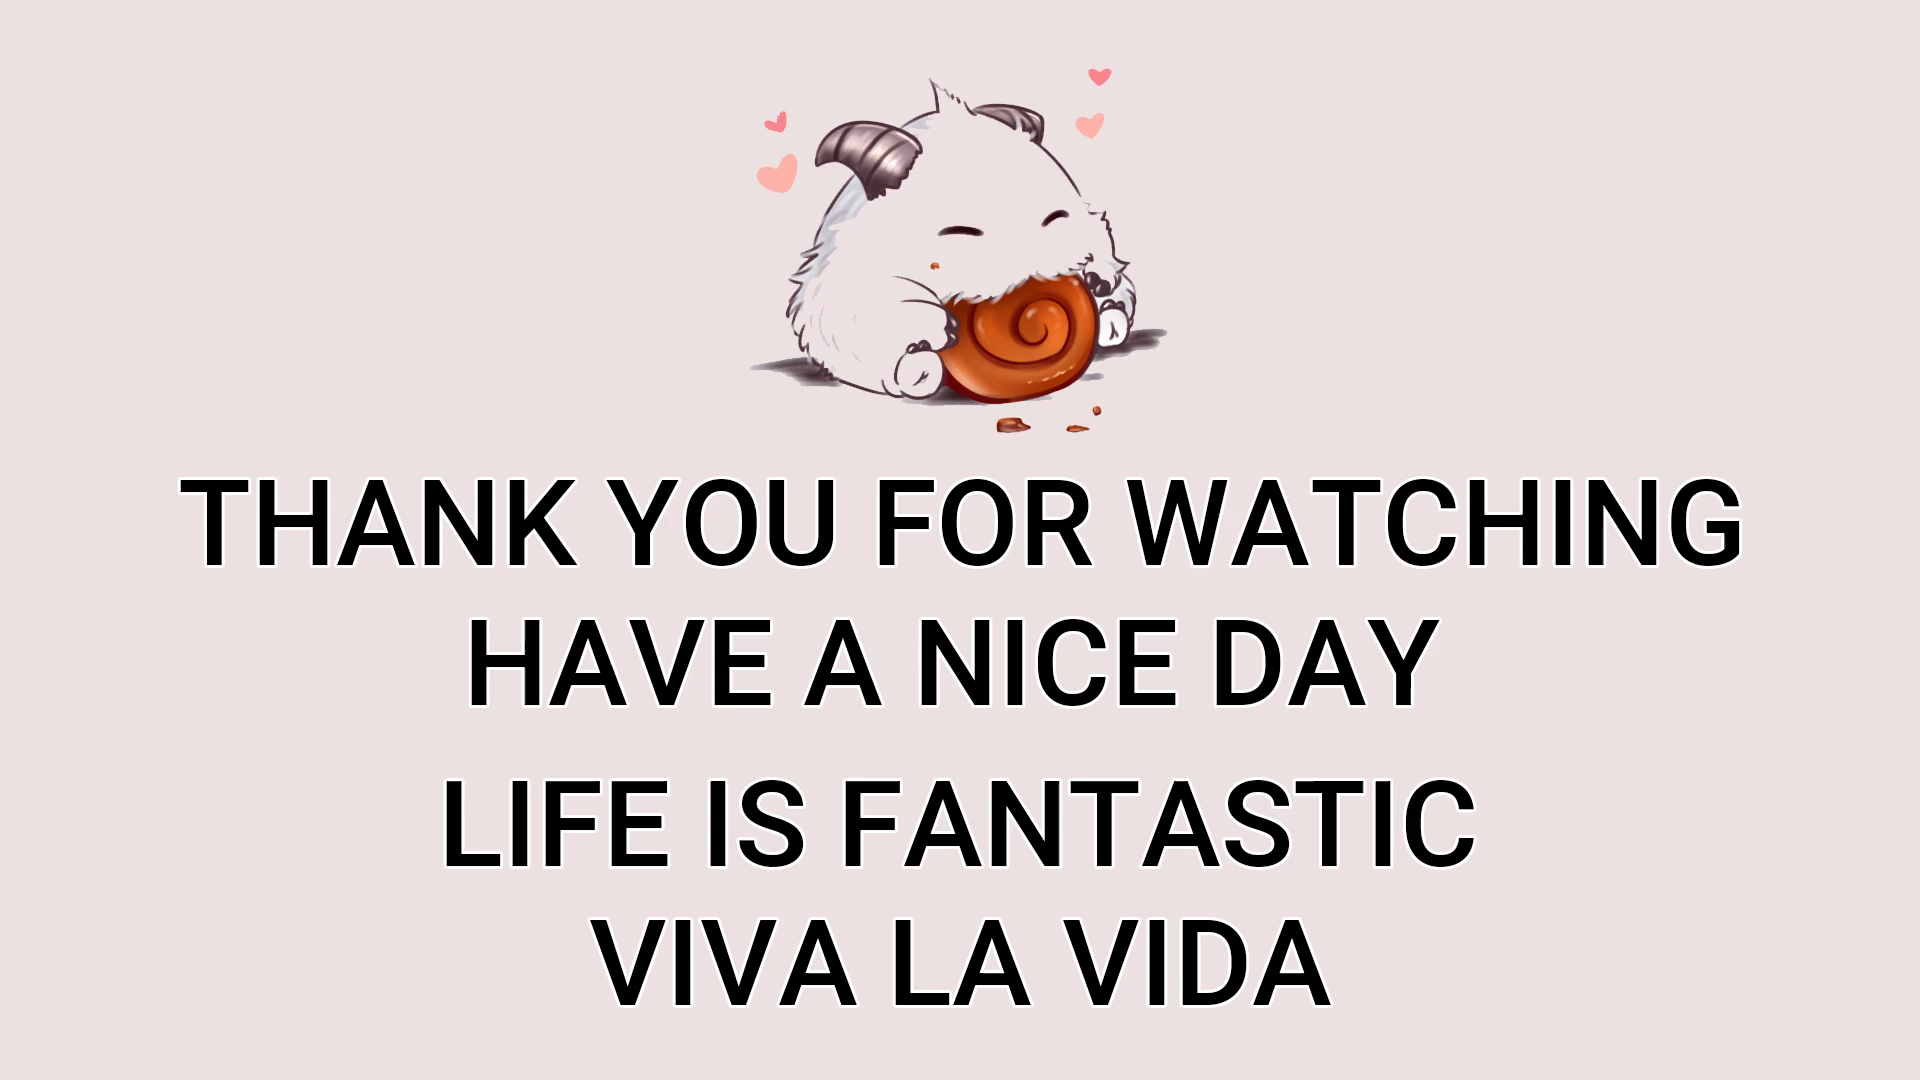 THANK YOU FOR WATCHING
HAVE A NICE DAY
LIFE IS FANTASTIC
VIVA LA VIDA